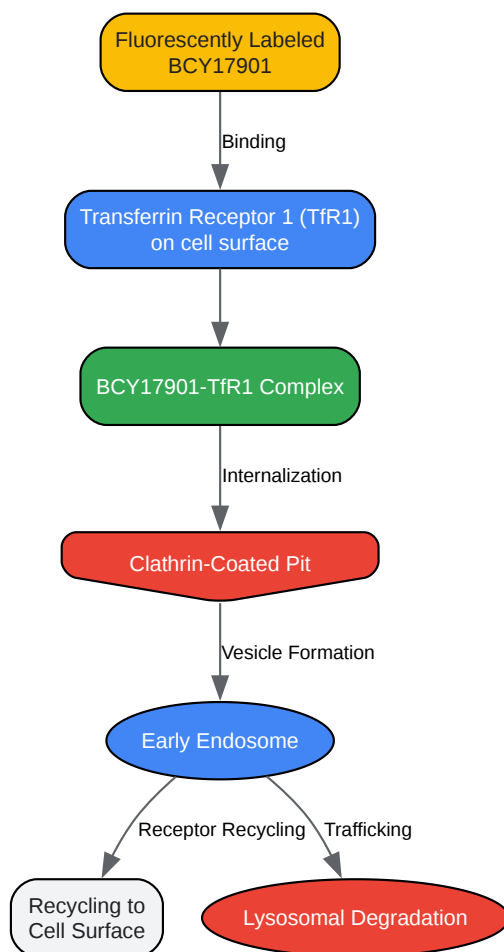 Fluorescently Labeled
BCY17901
Binding
Transferrin Receptor 1 (TfR1)
on cell surface
BCY17901-TfR1 Complex
Internalization
Clathrin-Coated Pit
Vesicle Formation
Early Endosome
Receptor Recycling
Trafficking
Recycling to
Cell Surface
Lysosomal Degradation